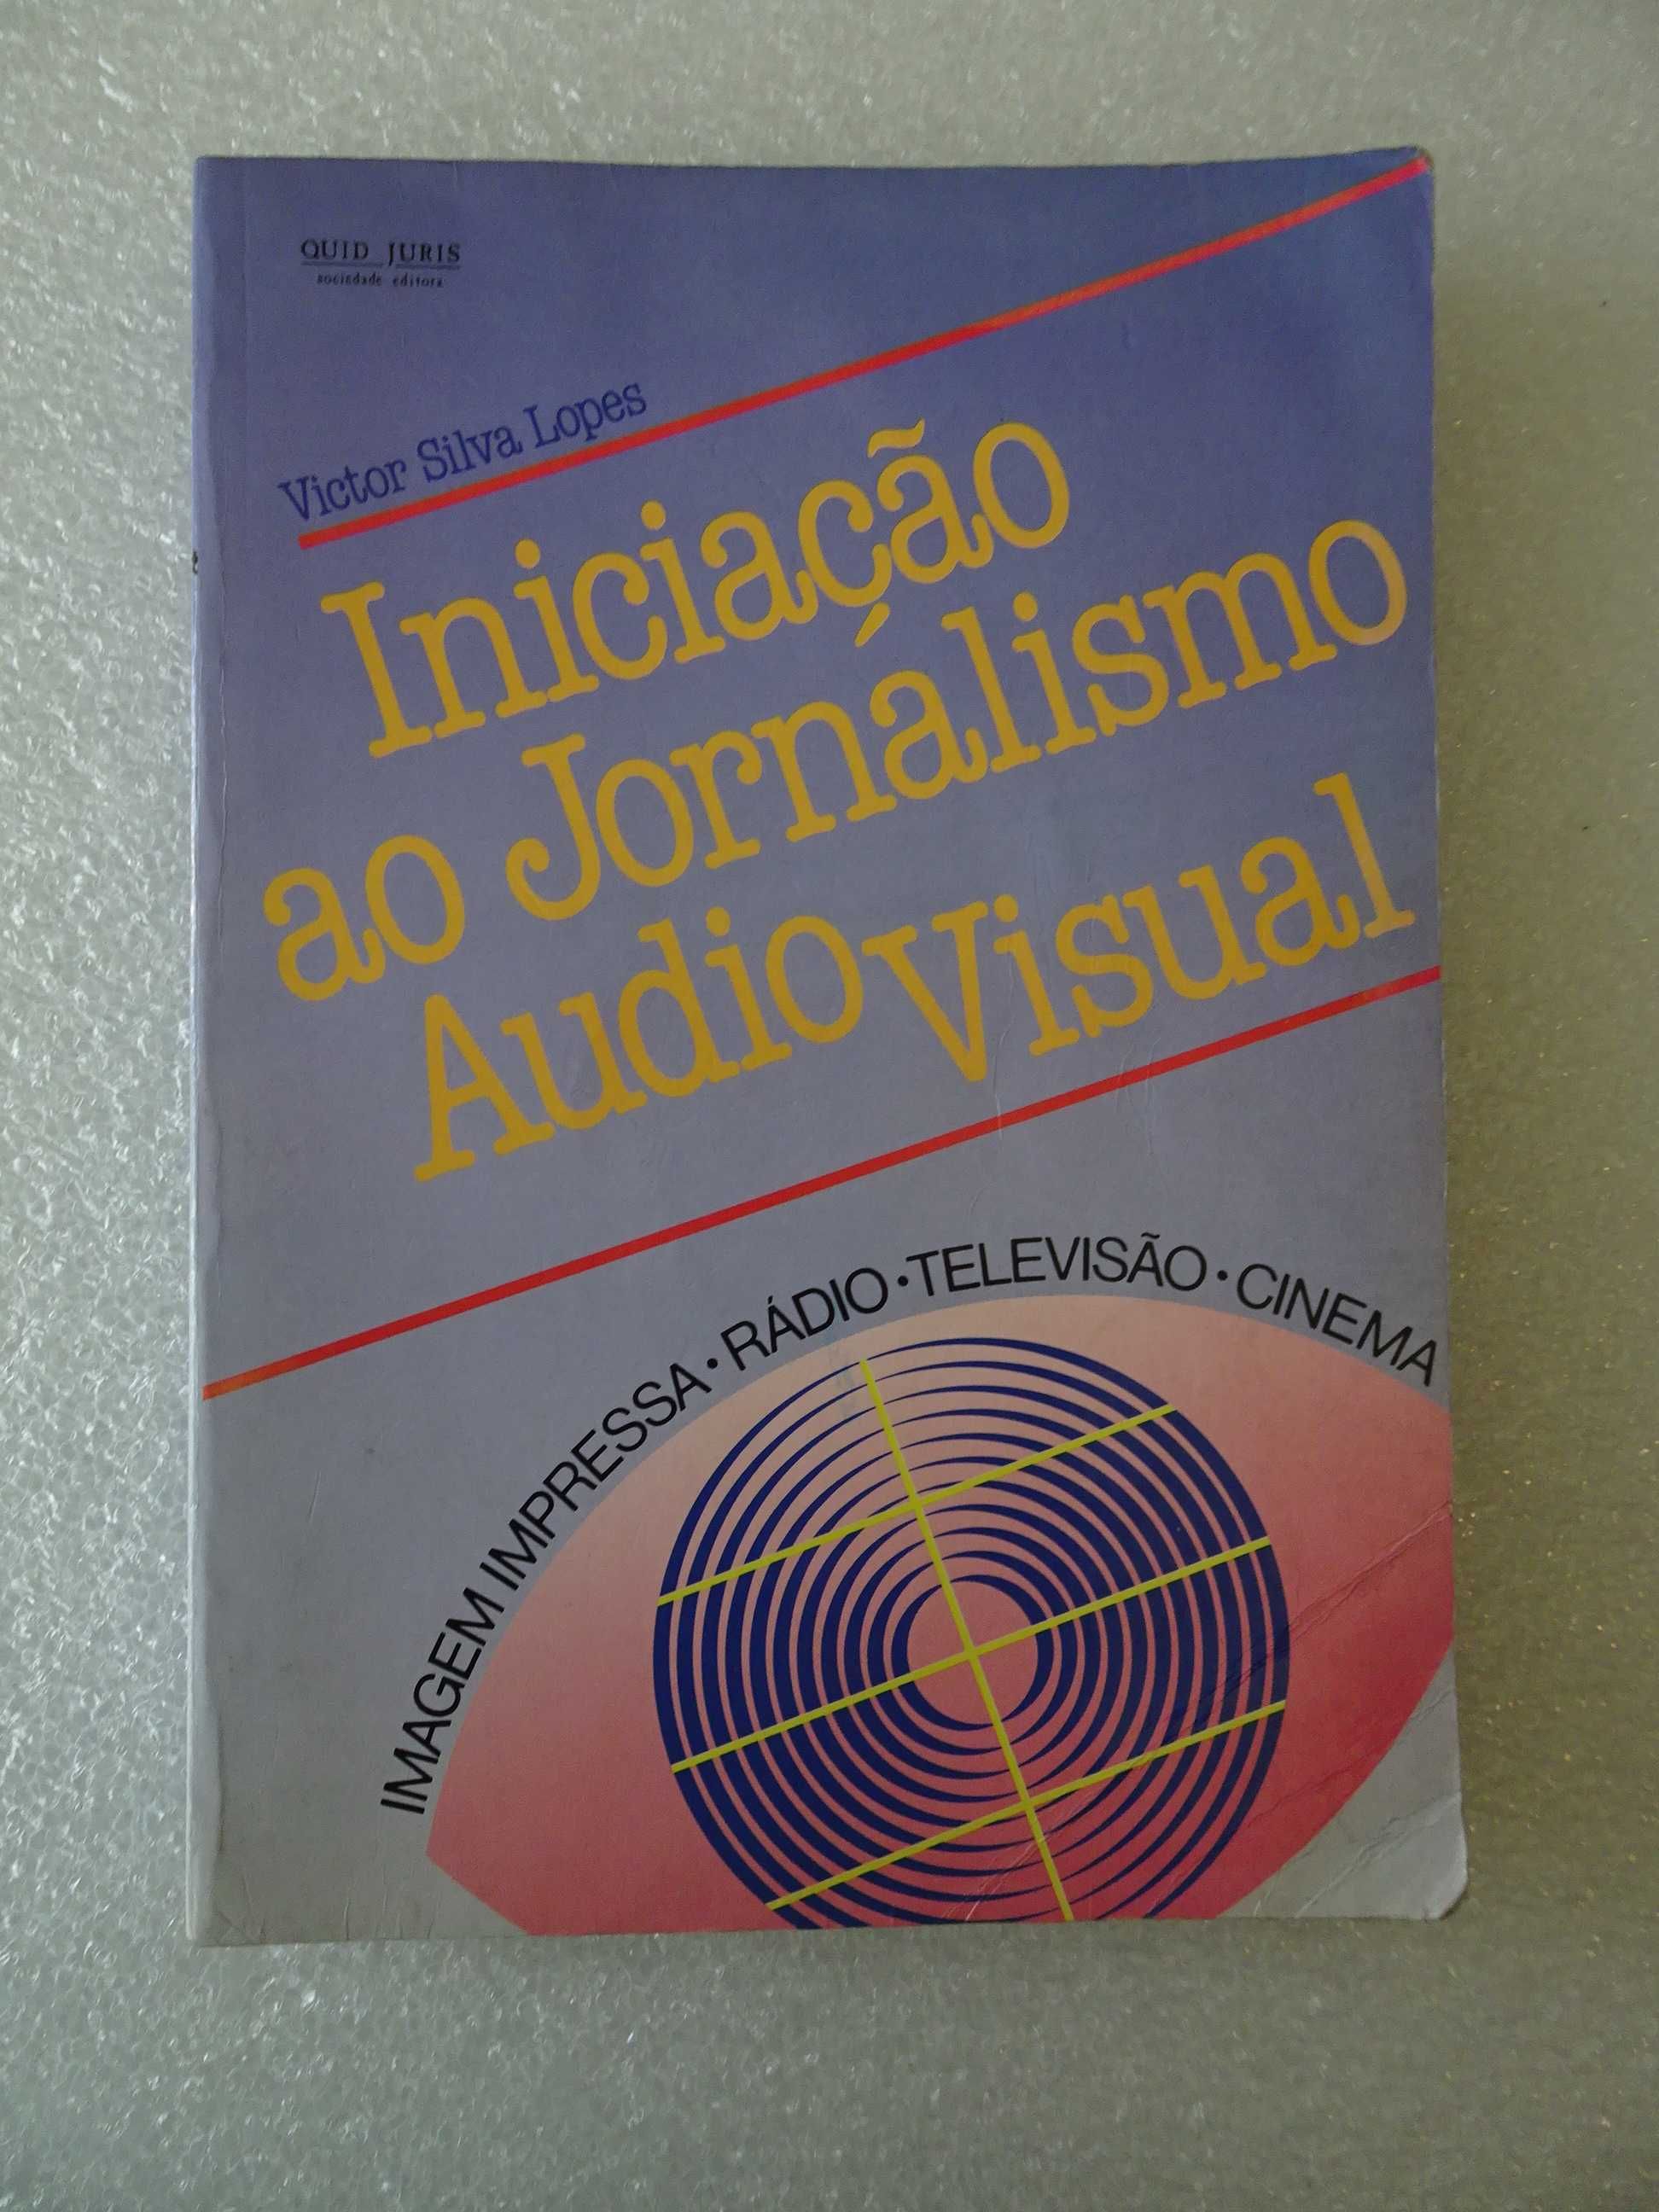 QUID JURIS
sociedade editora
Victor Silva Lopes
Iniciação
ao Jornalismo
AudioVisual
IMAGEM IMPRESSA • RÁDIO • TELEVISÃO • CINEMA